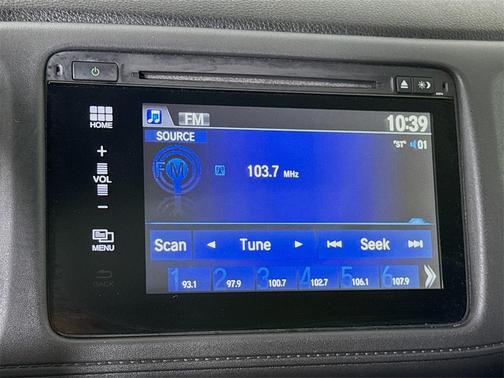 FM 10:39
HOME
SOURCE
"ST" 01
+
FM
103.7 MHz
VOL
-
Scan Tune Seek
MENU
1 2 3 4 5 6
93.1 97.9 100.7 102.7 106.1 107.9
BACK